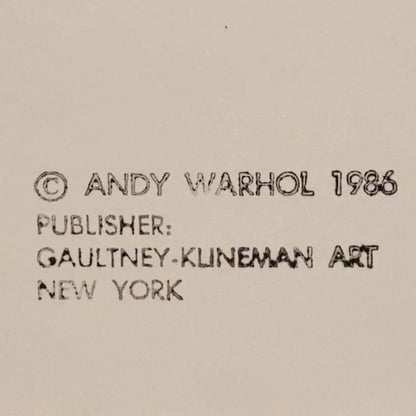 © ANDY WARHOL 1986
PUBLISHER:
GAULTNEY-KLINEMAN ART
NEW YORK